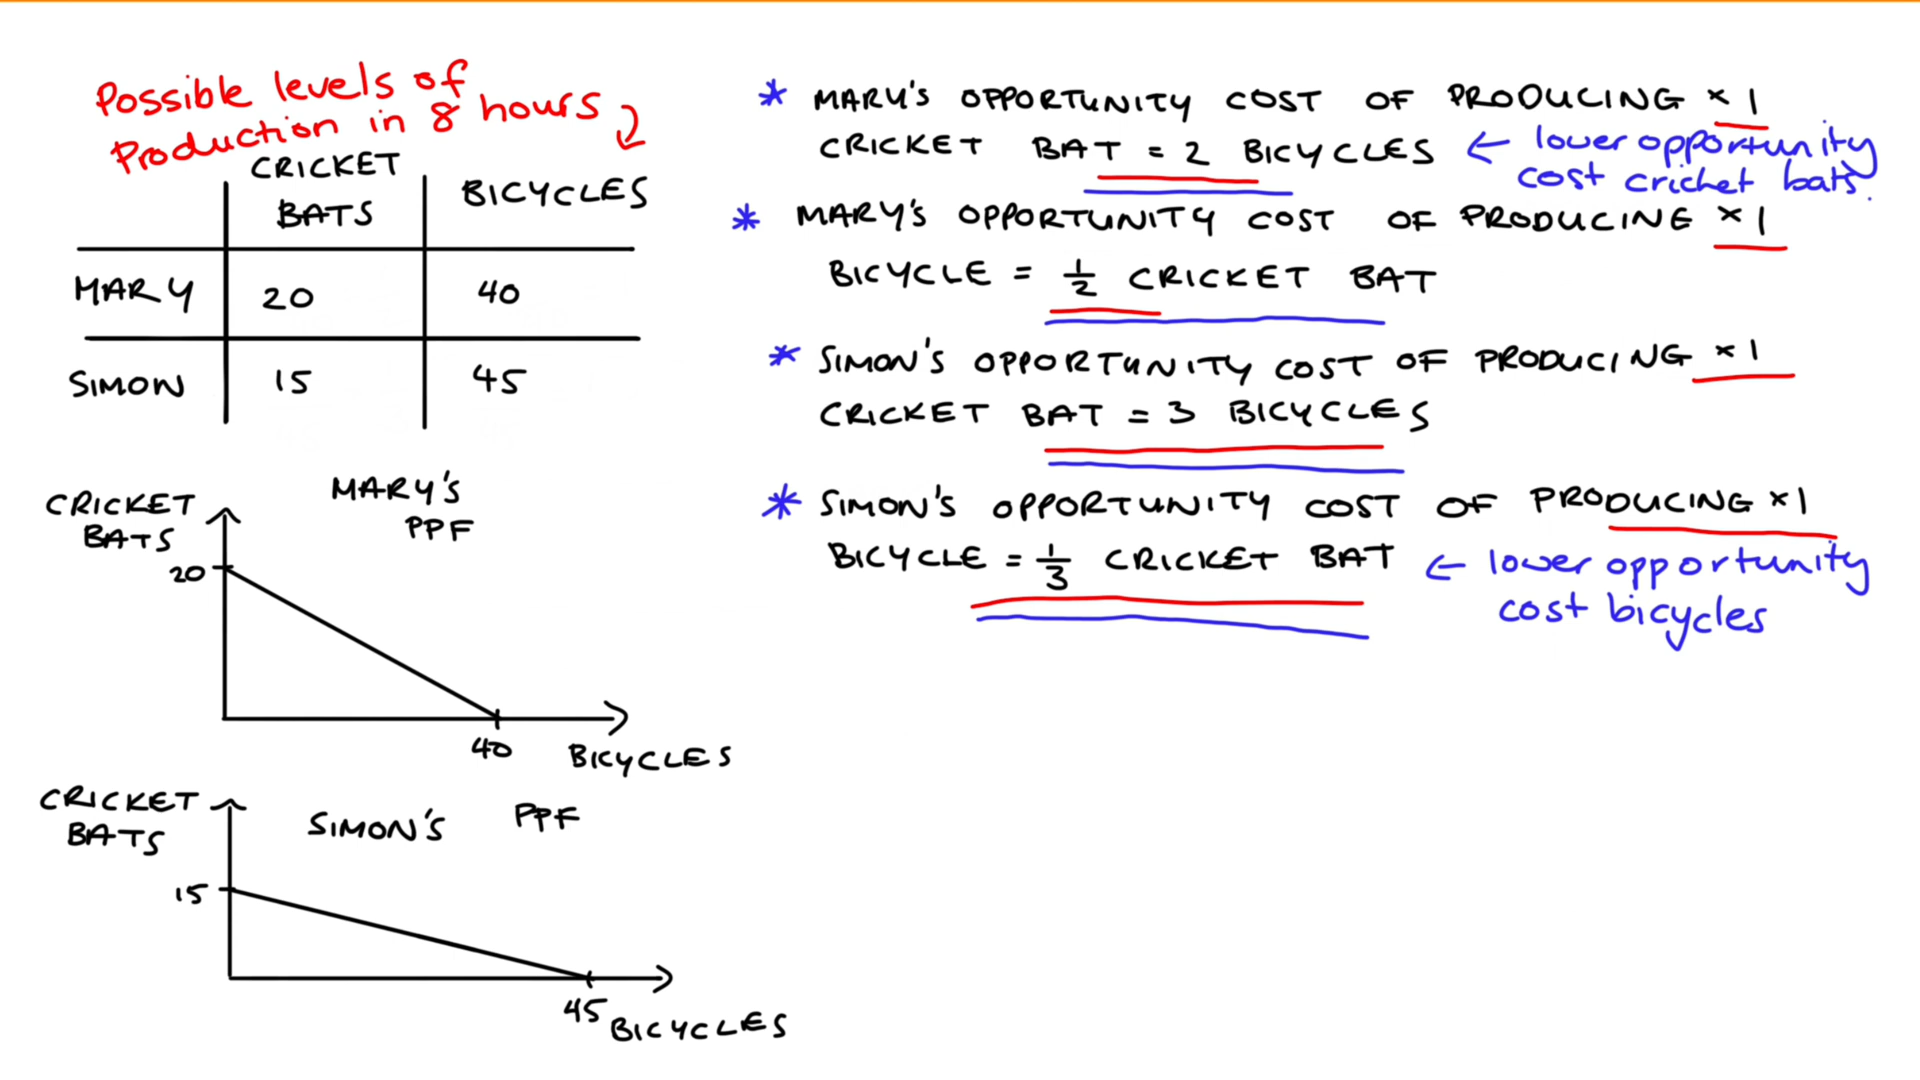 Possible levels of
Production in 8 hours
CRICKET
BATS
BICYCLES
MARY 20 40
SIMON 15 45
CRICKET
BATS
MARY'S
PPF
20
40
BICYCLES
CRICKET
BATS
SIMON'S PPF
15
45
BICYCLES
* MARY'S OPPORTUNITY COST OF PRODUCING × 1
CRICKET BAT = 2 BICYCLES ← lower opportunity
cost cricket bats.
* MARY'S OPPORTUNITY COST OF PRODUCING × 1
BICYCLE = 1/2 CRICKET BAT
* SIMON'S OPPORTUNITY COST OF PRODUCING × 1
CRICKET BAT = 3 BICYCLES
* SIMON'S OPPORTUNITY COST OF PRODUCING × 1
BICYCLE = 1/3 CRICKET BAT ← lower opportunity
cost bicycles